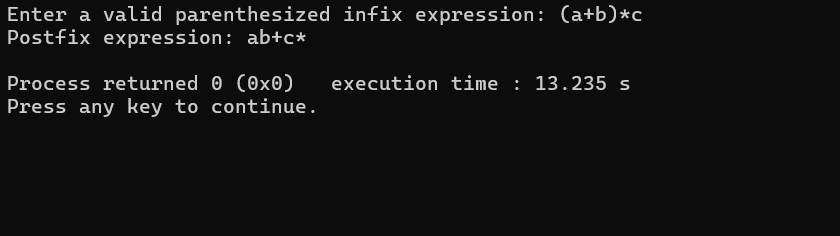 Enter a valid parenthesized infix expression: (a+b)*c
Postfix expression: ab+c*
Process returned 0 (0x0)   execution time : 13.235 s
Press any key to continue.